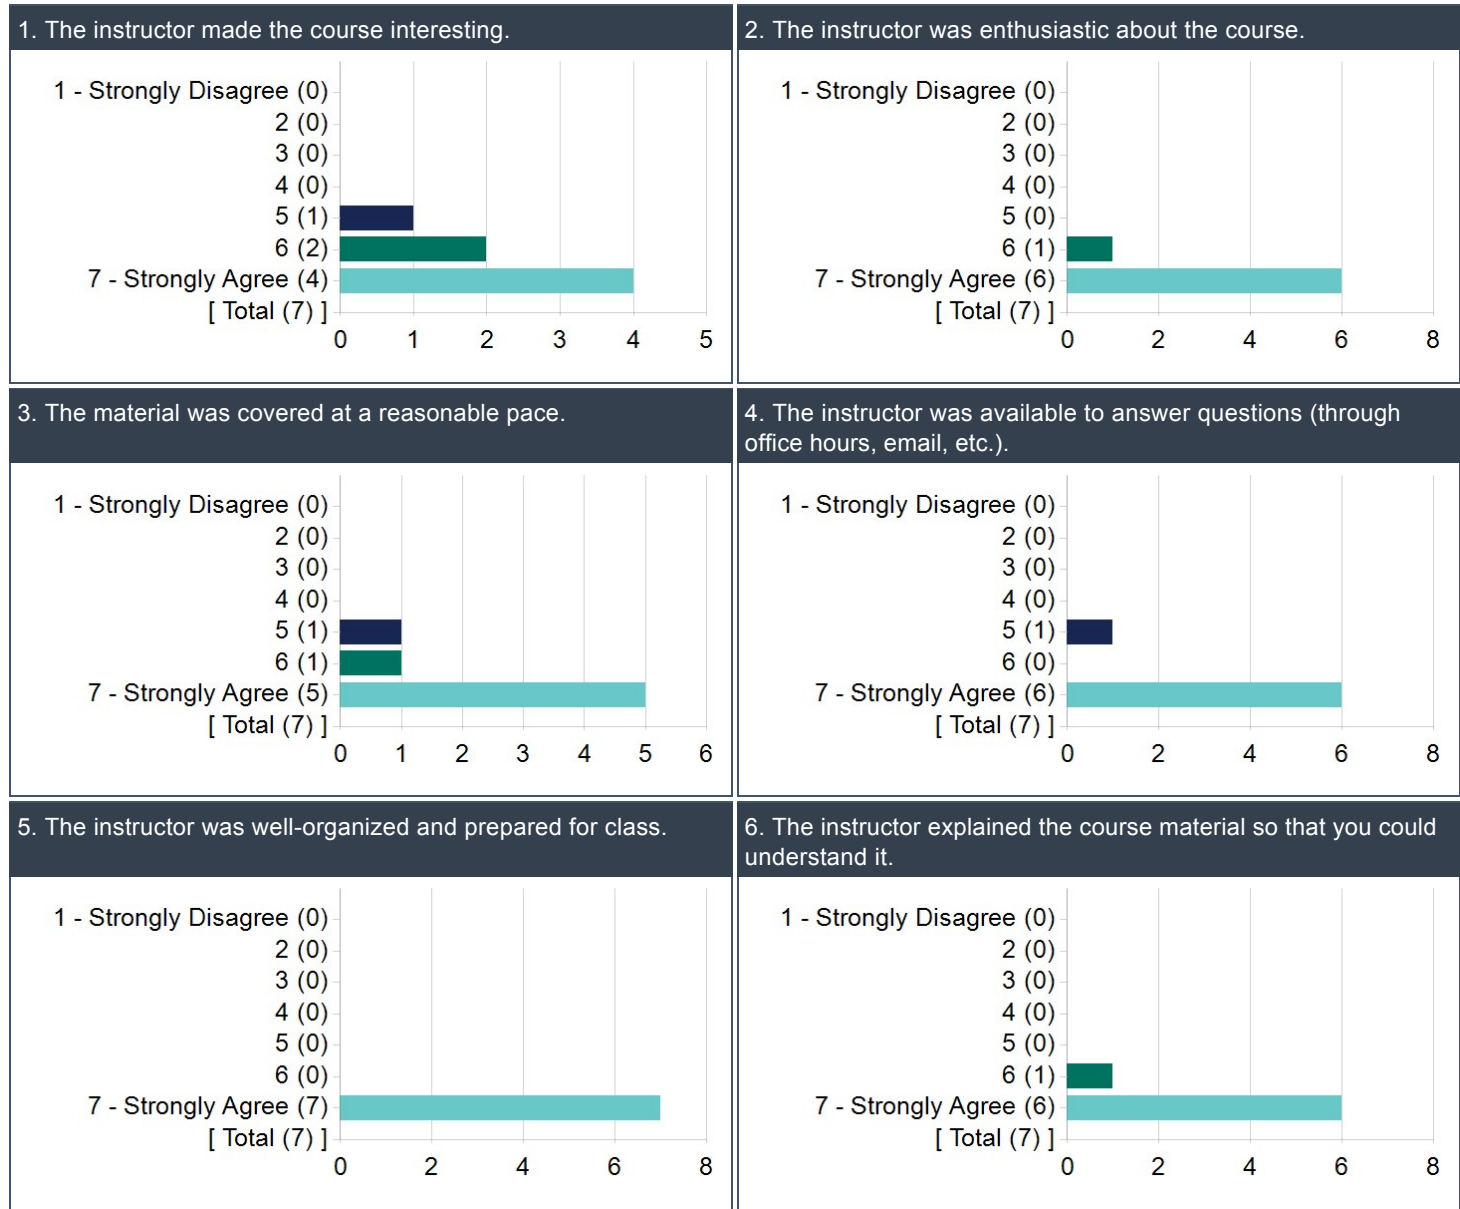 1. The instructor made the course interesting.
1 - Strongly Disagree (0)
2 (0)
3 (0)
4 (0)
5 (1)
6 (2)
7 - Strongly Agree (4)
[ Total (7) ]
0 1 2 3 4 5
2. The instructor was enthusiastic about the course.
1 - Strongly Disagree (0)
2 (0)
3 (0)
4 (0)
5 (0)
6 (1)
7 - Strongly Agree (6)
[ Total (7) ]
0 2 4 6 8
3. The material was covered at a reasonable pace.
1 - Strongly Disagree (0)
2 (0)
3 (0)
4 (0)
5 (1)
6 (1)
7 - Strongly Agree (5)
[ Total (7) ]
0 1 2 3 4 5 6
4. The instructor was available to answer questions (through
office hours, email, etc.).
1 - Strongly Disagree (0)
2 (0)
3 (0)
4 (0)
5 (1)
6 (0)
7 - Strongly Agree (6)
[ Total (7) ]
0 2 4 6 8
5. The instructor was well-organized and prepared for class.
1 - Strongly Disagree (0)
2 (0)
3 (0)
4 (0)
5 (0)
6 (0)
7 - Strongly Agree (7)
[ Total (7) ]
0 2 4 6 8
6. The instructor explained the course material so that you could
understand it.
1 - Strongly Disagree (0)
2 (0)
3 (0)
4 (0)
5 (0)
6 (1)
7 - Strongly Agree (6)
[ Total (7) ]
0 2 4 6 8